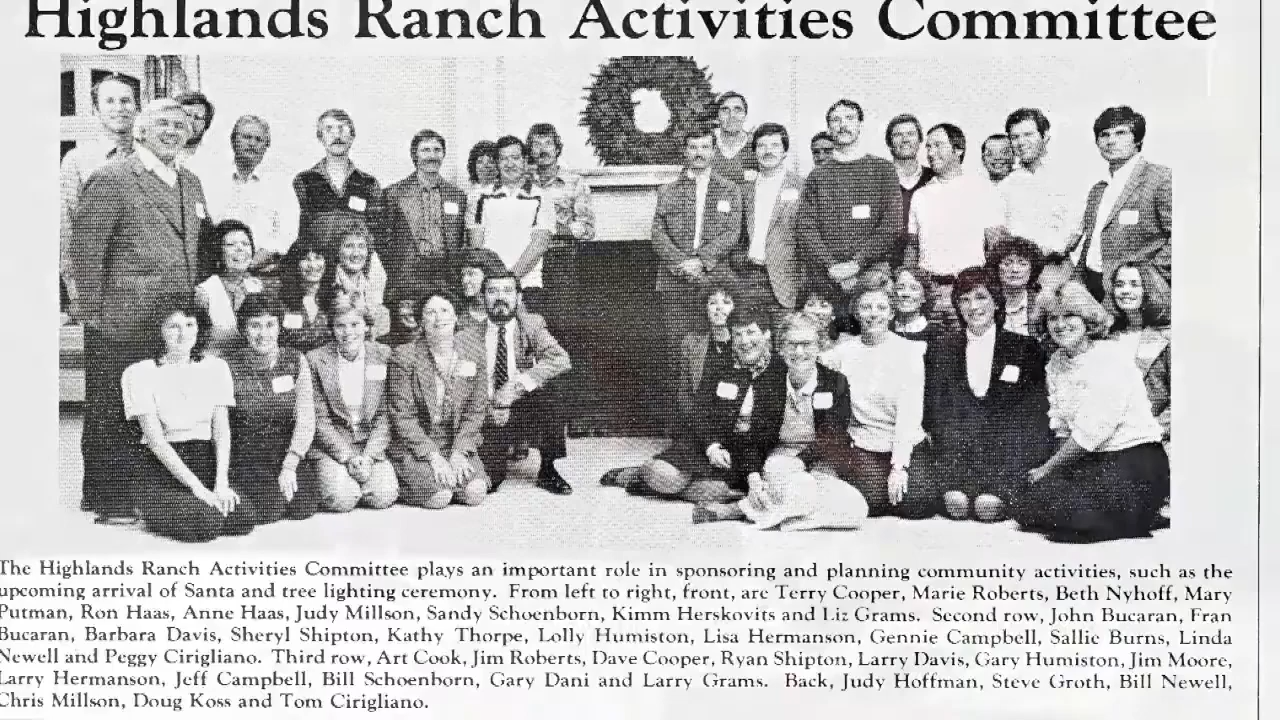 Highlands Ranch Activities Committee
The Highlands Ranch Activities Committee plays an important role in sponsoring and planning community activities, such as the
upcoming arrival of Santa and tree lighting ceremony. From left to right, front, are Terry Cooper, Marie Roberts, Beth Nyhoff, Mary
Putman, Ron Haas, Anne Haas, Judy Millson, Sandy Schoenborn, Kimm Herskovits and Liz Grams. Second row, John Bucaran, Fran
Bucaran, Barbara Davis, Sheryl Shipton, Kathy Thorpe, Lolly Humiston, Lisa Hermanson, Gennie Campbell, Sallie Burns, Linda
Newell and Peggy Cirigliano. Third row, Art Cook, Jim Roberts, Dave Cooper, Ryan Shipton, Larry Davis, Gary Humiston, Jim Moore,
Larry Hermanson, Jeff Campbell, Bill Schoenborn, Gary Dani and Larry Grams. Back, Judy Hoffman, Steve Groth, Bill Newell,
Chris Millson, Doug Koss and Tom Cirigliano.